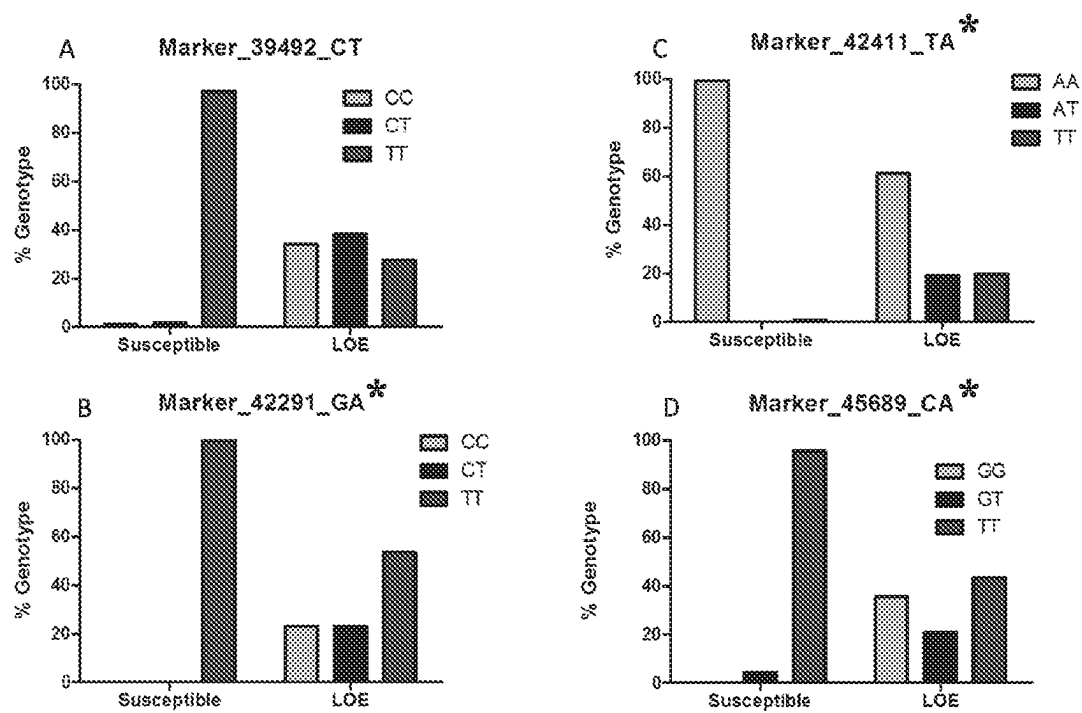 A
Marker_39492_CT
% Genotype
100
80
60
40
20
0
CC
CT
TT
Susceptible
LOE
B
Marker_42291_GA*
% Genotype
100
80
60
40
20
0
CC
CT
TT
Susceptible
LOE
C
Marker_42411_TA*
% Genotype
100
80
60
40
20
0
AA
AT
TT
Susceptible
LOE
D
Marker_45689_CA*
% Genotype
100
80
60
40
20
0
GG
GT
TT
Susceptible
LOE